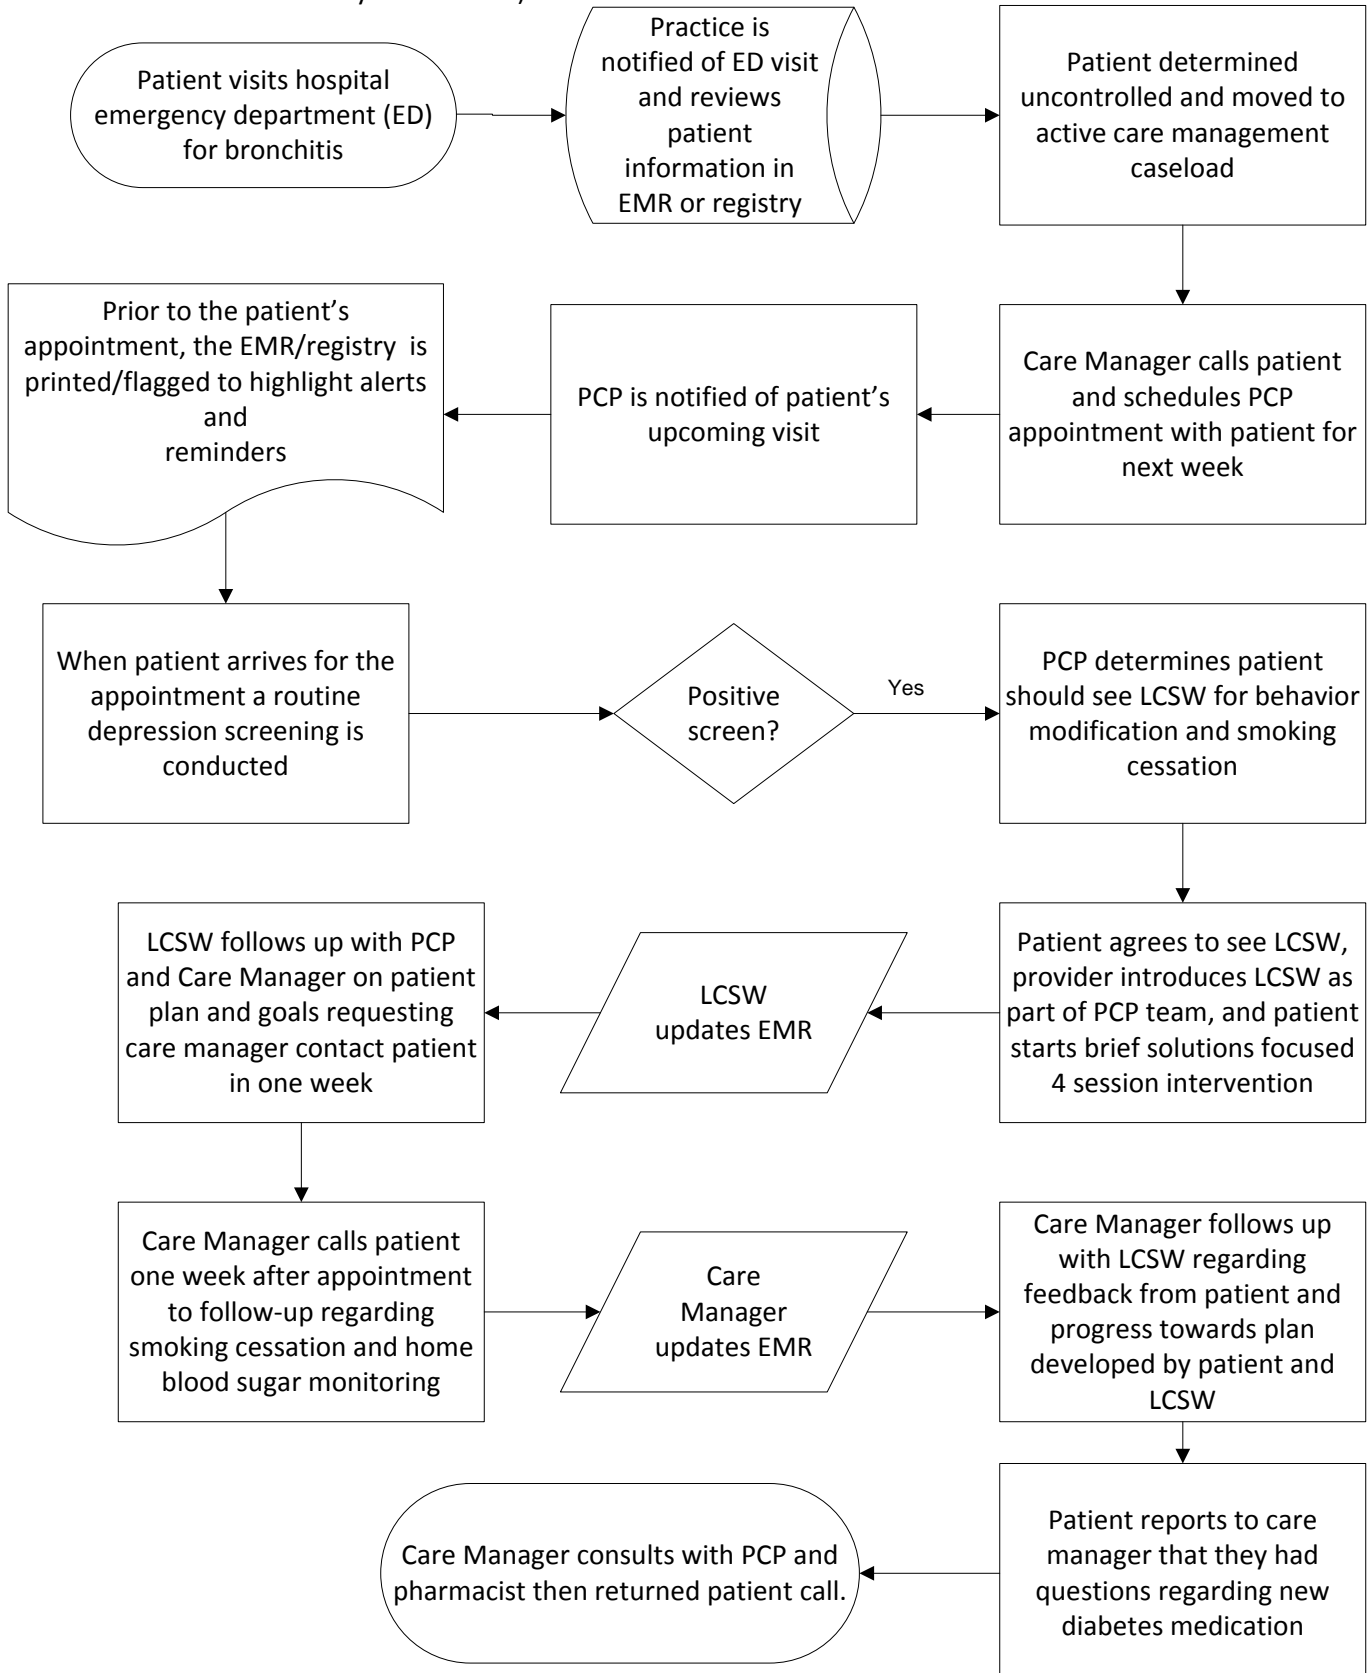 Patient visits hospital
emergency department (ED)
for bronchitis
Practice is
notified of ED visit
and reviews
patient
information in
EMR or registry
Patient determined
uncontrolled and moved to
active care management
caseload
Care Manager calls patient
and schedules PCP
appointment with patient for
next week
PCP is notified of patient’s
upcoming visit
Prior to the patient’s
appointment, the EMR/registry is
printed/flagged to highlight alerts
and
reminders
When patient arrives for the
appointment a routine
depression screening is
conducted
Positive
screen?
Yes
PCP determines patient
should see LCSW for behavior
modification and smoking
cessation
Patient agrees to see LCSW,
provider introduces LCSW as
part of PCP team, and patient
starts brief solutions focused
4 session intervention
LCSW
updates EMR
LCSW follows up with PCP
and Care Manager on patient
plan and goals requesting
care manager contact patient
in one week
Care Manager calls patient
one week after appointment
to follow-up regarding
smoking cessation and home
blood sugar monitoring
Care
Manager
updates EMR
Care Manager follows up
with LCSW regarding
feedback from patient and
progress towards plan
developed by patient and
LCSW
Patient reports to care
manager that they had
questions regarding new
diabetes medication
Care Manager consults with PCP and
pharmacist then returned patient call.